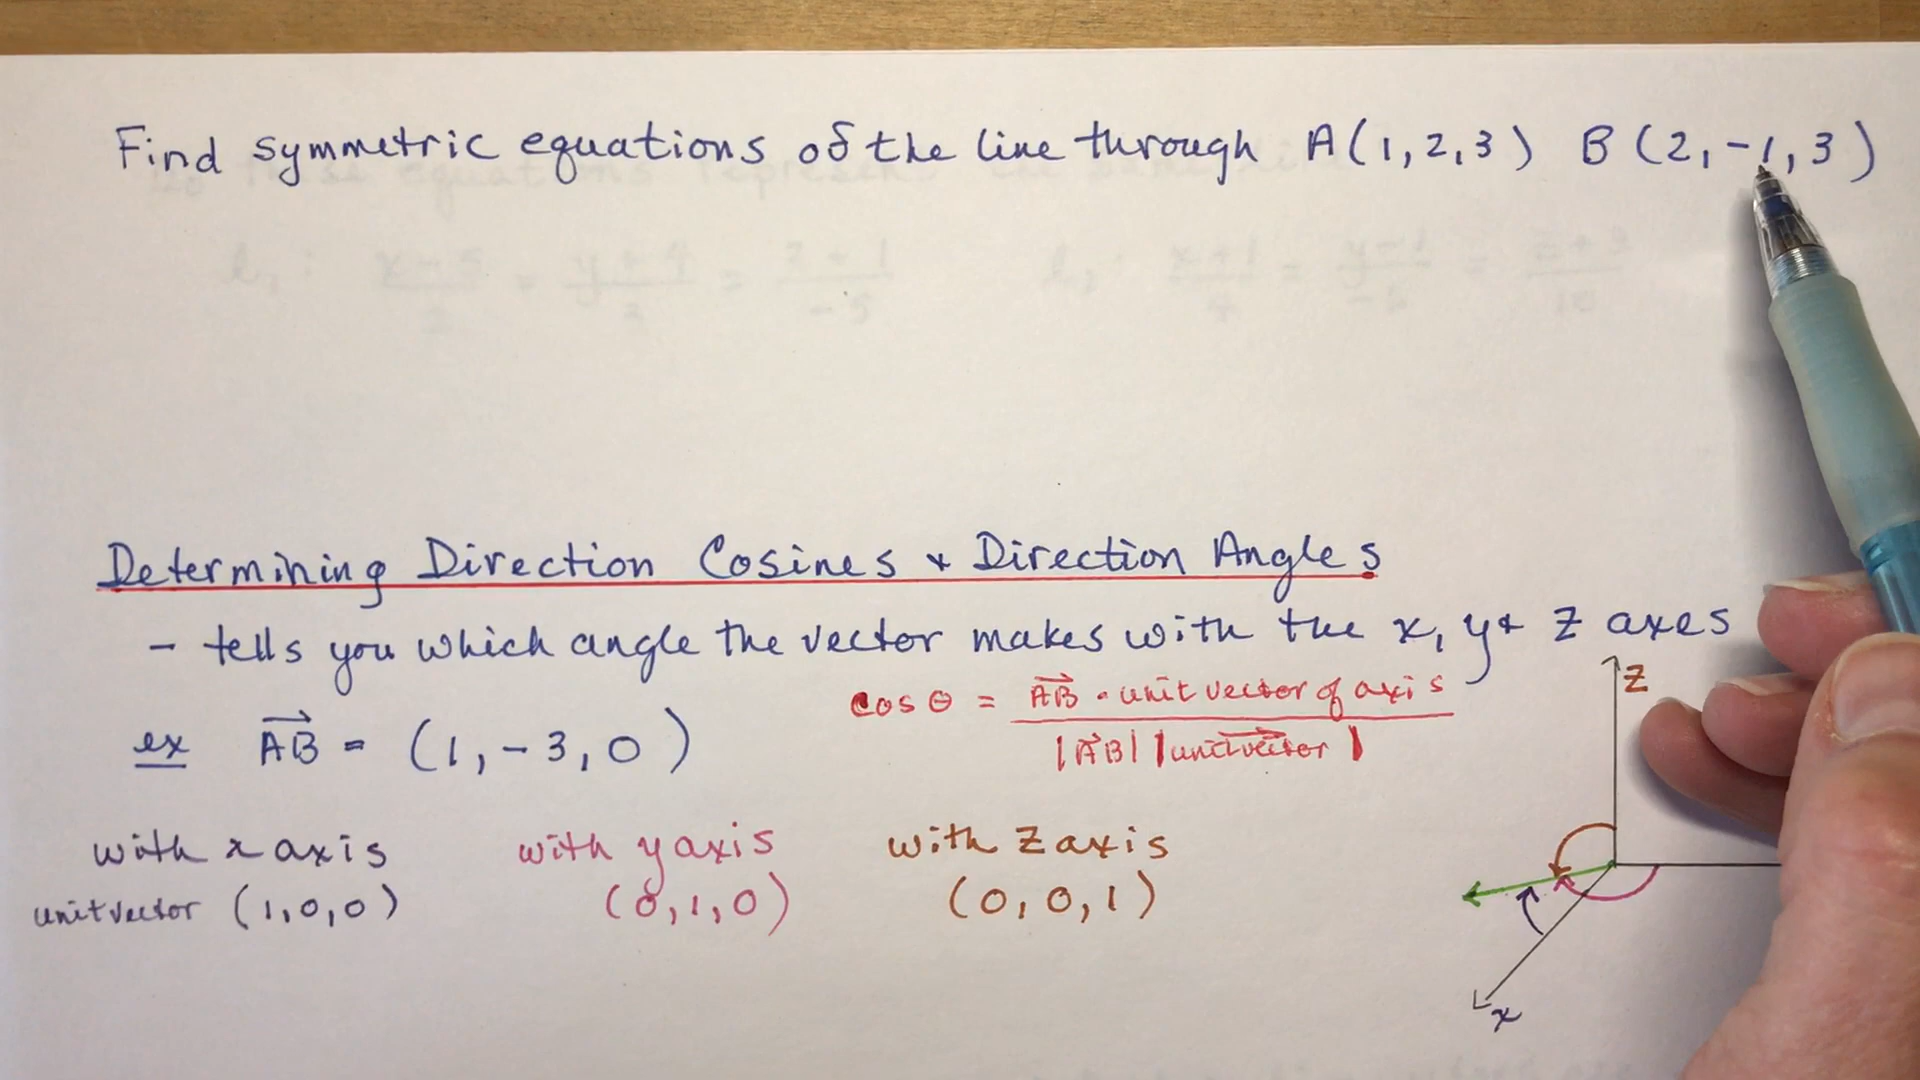 Find symmetric equations of the line through A(1,2,3) B(2,-1,3)
Determining Direction Cosines & Direction Angles
- tells you which angle the vector makes with the x, y & z axes
cos θ = AB · unit vector of axis / |AB| |unit vector|
ex AB = (1,-3,0)
with x axis with y axis with z axis
unit vector (1,0,0) (0,1,0) (0,0,1)
z
x